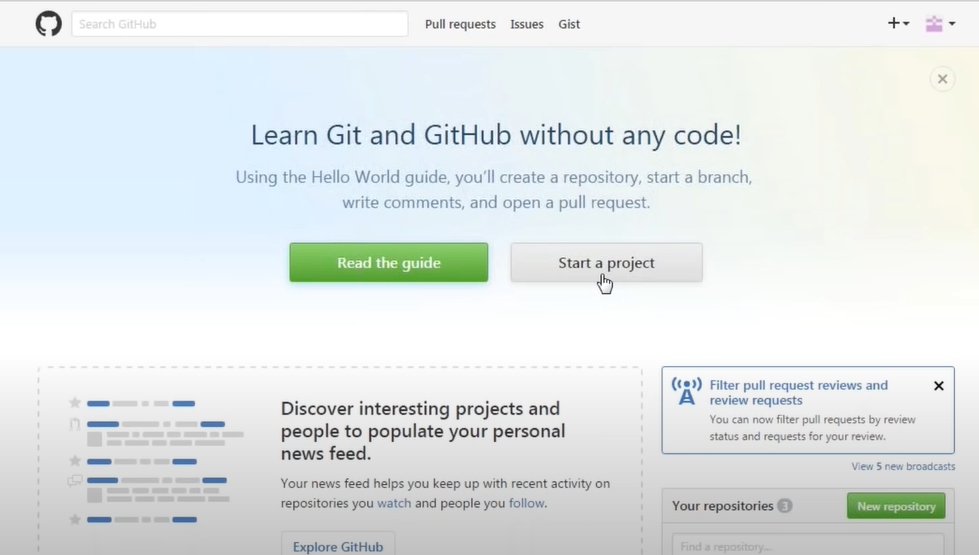 Search GitHub
Pull requests
Issues
Gist
Learn Git and GitHub without any code!
Using the Hello World guide, you'll create a repository, start a branch,
write comments, and open a pull request.
Read the guide
Start a project
Discover interesting projects and
people to populate your personal
news feed.
Your news feed helps you keep up with recent activity on
repositories you watch and people you follow.
Explore GitHub
Filter pull request reviews and
review requests
You can now filter pull requests by review
status and requests for your review.
View 5 new broadcasts
Your repositories 3
New repository
Find a repository...